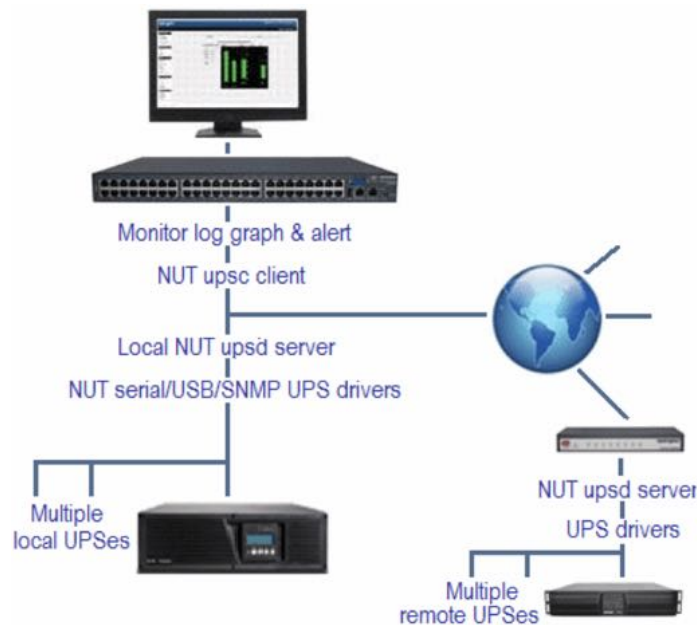 Monitor log graph & alert
NUT upsc client
Local NUT upsd server
NUT serial/USB/SNMP UPS drivers
Multiple
local UPSes
NUT upsd server
UPS drivers
Multiple
remote UPSes